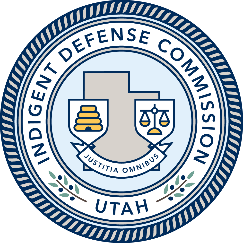 INDIGENT DEFENSE COMMISSION
JUSTITIA OMNIBUS
UTAH